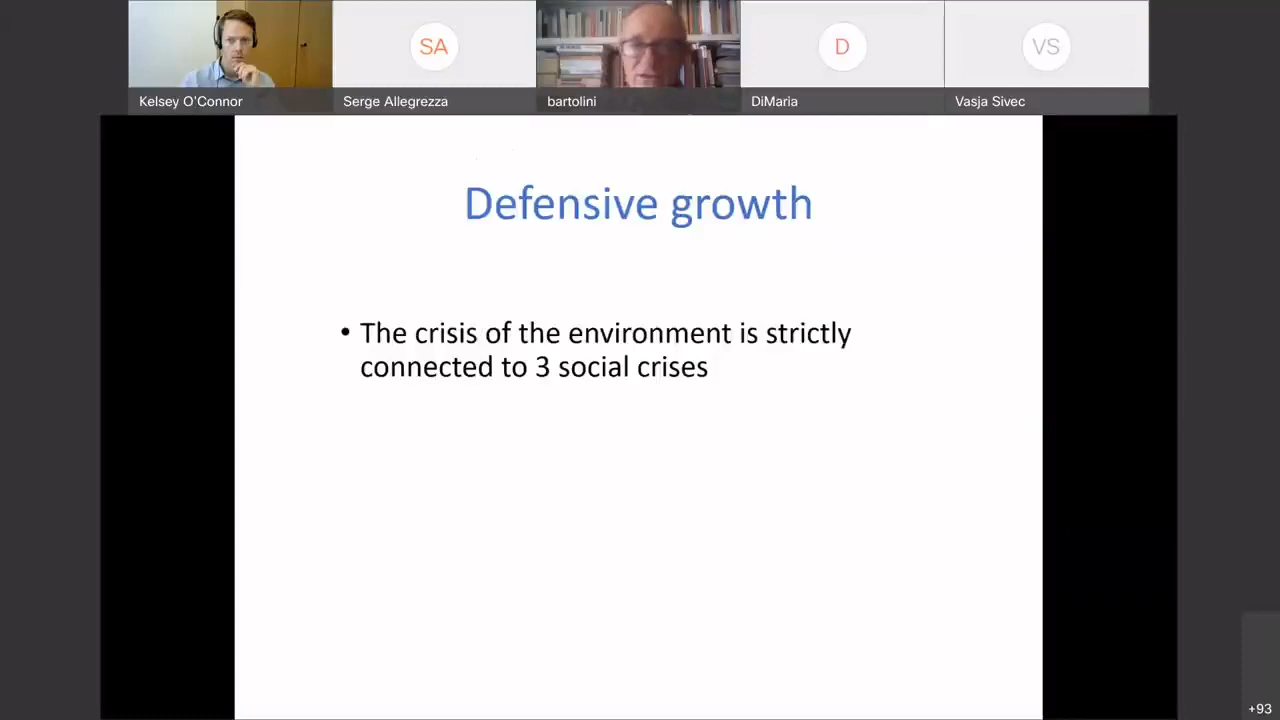 SA
D
VS
Kelsey O'Connor
Serge Allegrezza
bartolini
DiMaria
Vasja Sivec
Defensive growth
• The crisis of the environment is strictly
connected to 3 social crises
+93